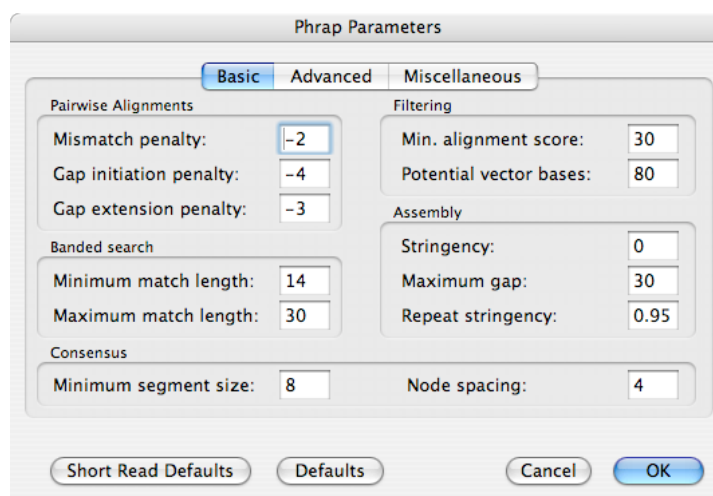 Phrap Parameters
Basic Advanced Miscellaneous
Pairwise Alignments
Mismatch penalty: -2
Gap initiation penalty: -4
Gap extension penalty: -3
Banded search
Minimum match length: 14
Maximum match length: 30
Filtering
Min. alignment score: 30
Potential vector bases: 80
Assembly
Stringency: 0
Maximum gap: 30
Repeat stringency: 0.95
Consensus
Minimum segment size: 8 Node spacing: 4
Short Read Defaults Defaults Cancel OK